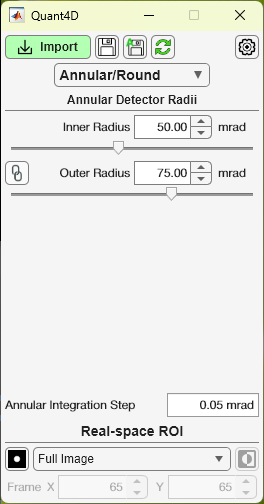 Quant4D
Import
Annular/Round
Annular Detector Radii
Inner Radius 50.00 mrad
Outer Radius 75.00 mrad
Annular Integration Step 0.05 mrad
Real-space ROI
Full Image
Frame X 65 Y 65